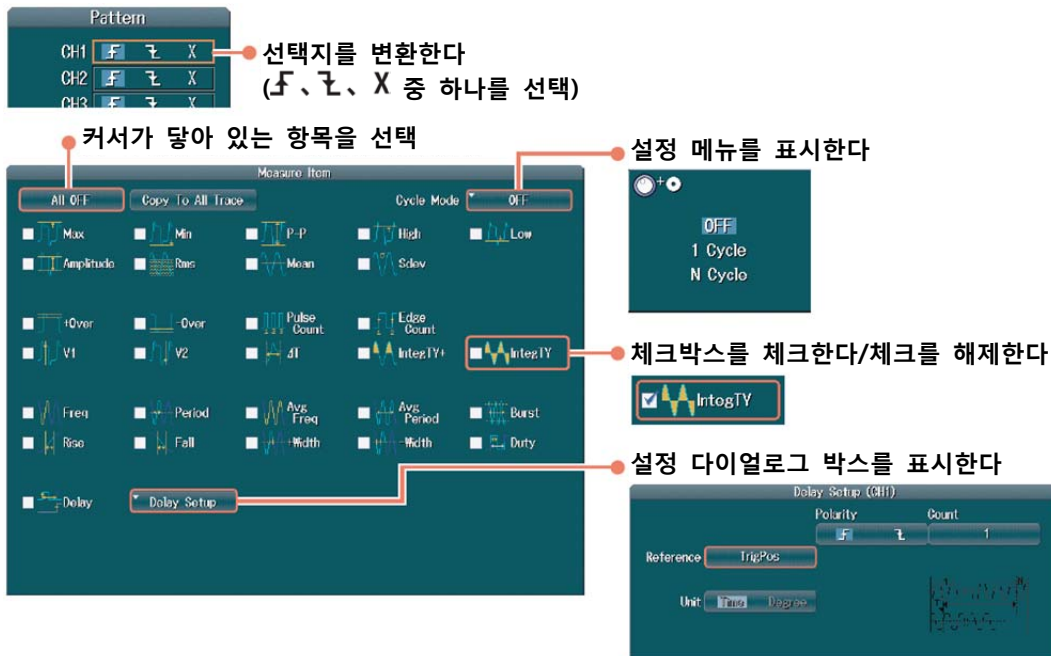 Pattern
CH1 X
CH2 X
CH3 X
선택지를 변환한다
( 、 、 X 중 하나를 선택)
커서가 닿아 있는 항목을 선택
설정 메뉴를 표시한다
Measure Item
All OFF Copy To All Trace Cycle Mode OFF
Max Min P-P High Low
Amplitude Rms Mean Sdev
+Over -Over Pulse Count Edge Count
V1 V2 ΔT IntegTY+ IntegTY
Freq Period Avg Freq Avg Period Burst
Rise Fall +Width -Width Duty
Delay Delay Setup
OFF
1 Cycle
N Cycle
체크박스를 체크한다/체크를 해제한다
IntegTY
설정 다이얼로그 박스를 표시한다
Delay Setup (CH1)
Polarity Count
1
Reference TrigPos
Unit Time Degree